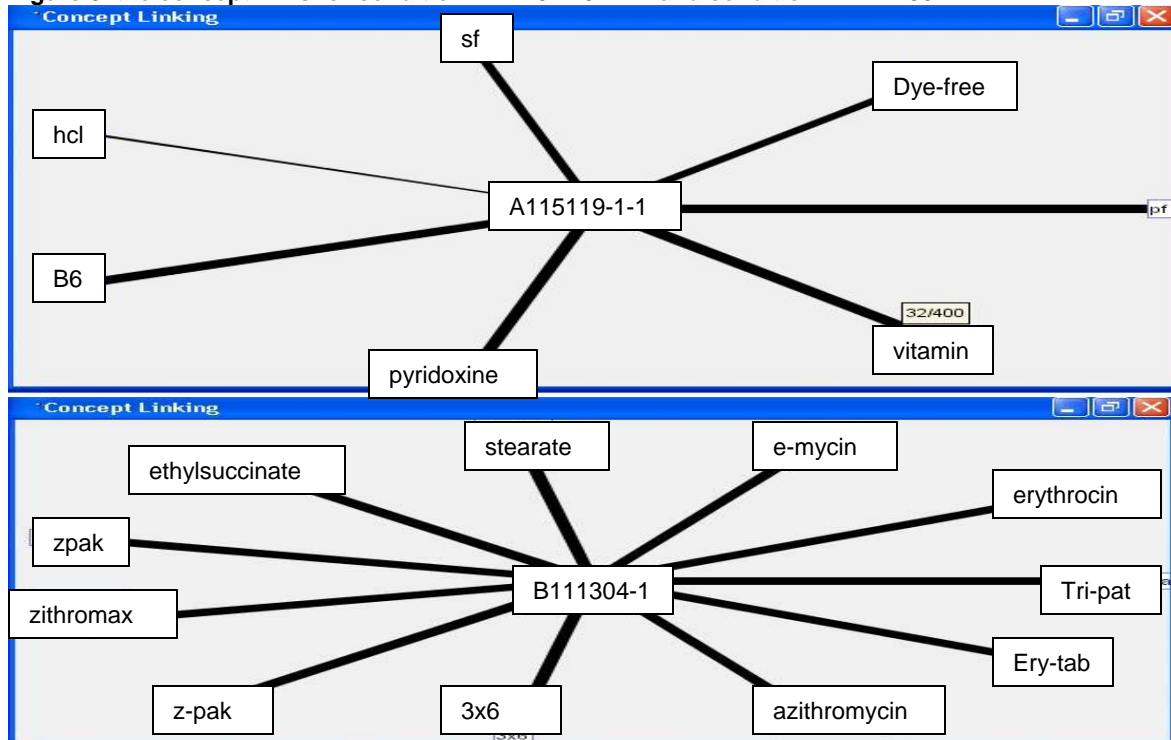 Concept Linking
sf
Dye-free
hcl
A115119-1-1
pf
B6
32/400
vitamin
pyridoxine
Concept Linking
stearate
e-mycin
ethylsuccinate
erythrocin
zpak
B111304-1
Tri-pat
zithromax
Ery-tab
z-pak
3x6
azithromycin
3x6